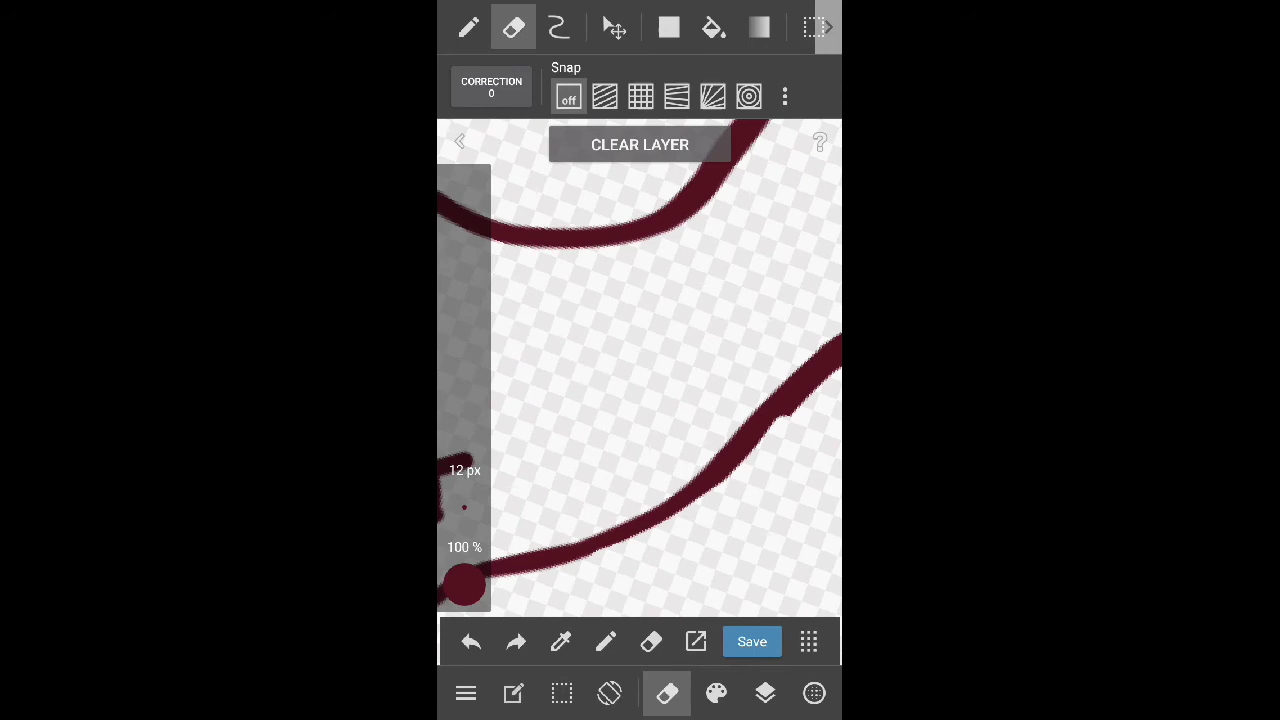 CORRECTION
0
Snap
off
CLEAR LAYER
?
12 px
100 %
Save